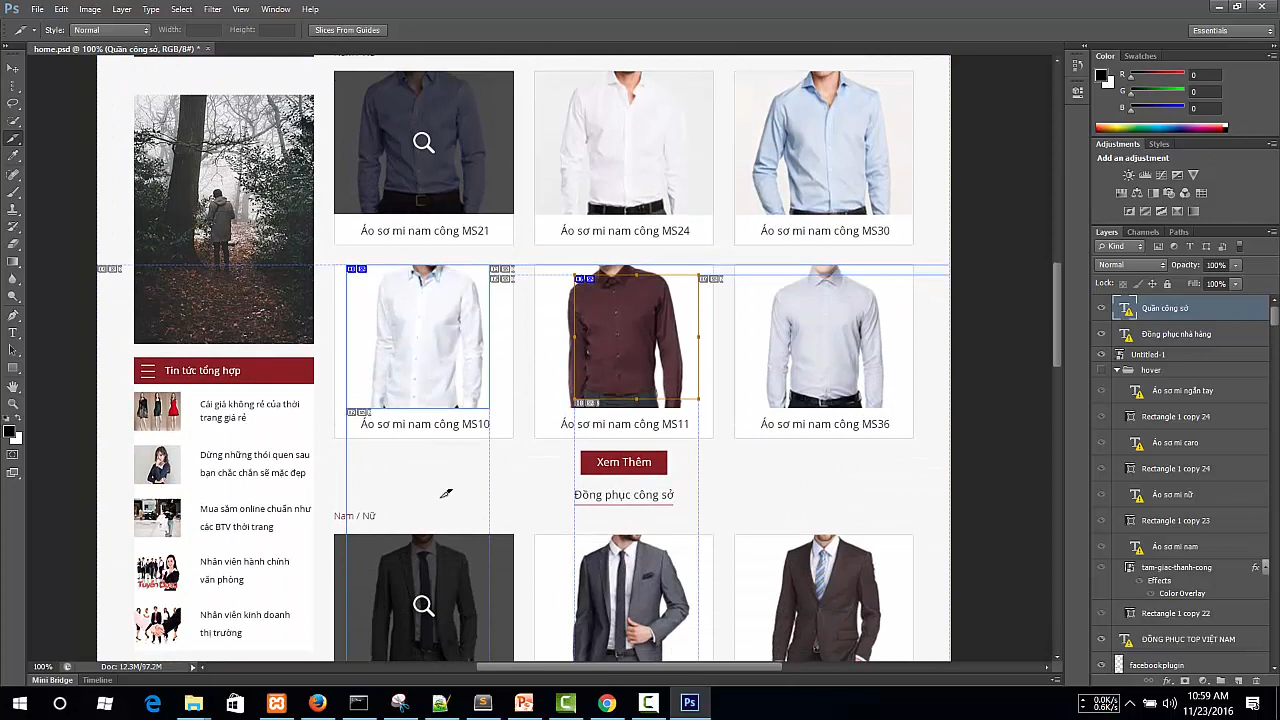 Ps File Edit Image Layer Type Select Filter 3D View Window Help
Style: Normal Width: Height: Slices From Guides Essentials
home.psd @ 100% (Quần công sở, RGB/8#) * ×
Color Swatches
R 0
G 0
B 0
Adjustments Styles
Add an adjustment
Layers Channels Paths
Kind
Normal Opacity: 100%
Lock: Fill: 100%
Quần công sở
Đồng phục nhà hàng
Untitled-1
hover
Áo sơ mi ngắn tay
Rectangle 1 copy 24
Áo sơ mi caro
Rectangle 1 copy 24
Áo sơ mi nữ
Rectangle 1 copy 23
Áo sơ mi nam
tam-giac-thanh-cong fx
Effects
Color Overlay
Rectangle 1 copy 22
ĐỒNG PHỤC TOP VIỆT NAM
facebookplugin
Áo sơ mi nam công MS21
Áo sơ mi nam công MS24
Áo sơ mi nam công MS30
Áo sơ mi nam công MS10
Áo sơ mi nam công MS11
Áo sơ mi nam công MS36
Xem Thêm
Đồng phục công sở
Nam / Nữ
Tin tức tổng hợp
Cái giá không rẻ của thời
trang giá rẻ
Dừng những thói quen sau
bạn chắc chắn sẽ mặc đẹp
Mua sắm online chuẩn như
các BTV thời trang
Nhân viên hành chính
văn phòng
Nhân viên kinh doanh
thị trường
100% Doc: 12.3M/97.2M
Mini Bridge Timeline
0.0K/s
0.6K/s
10:59 AM
11/23/2016